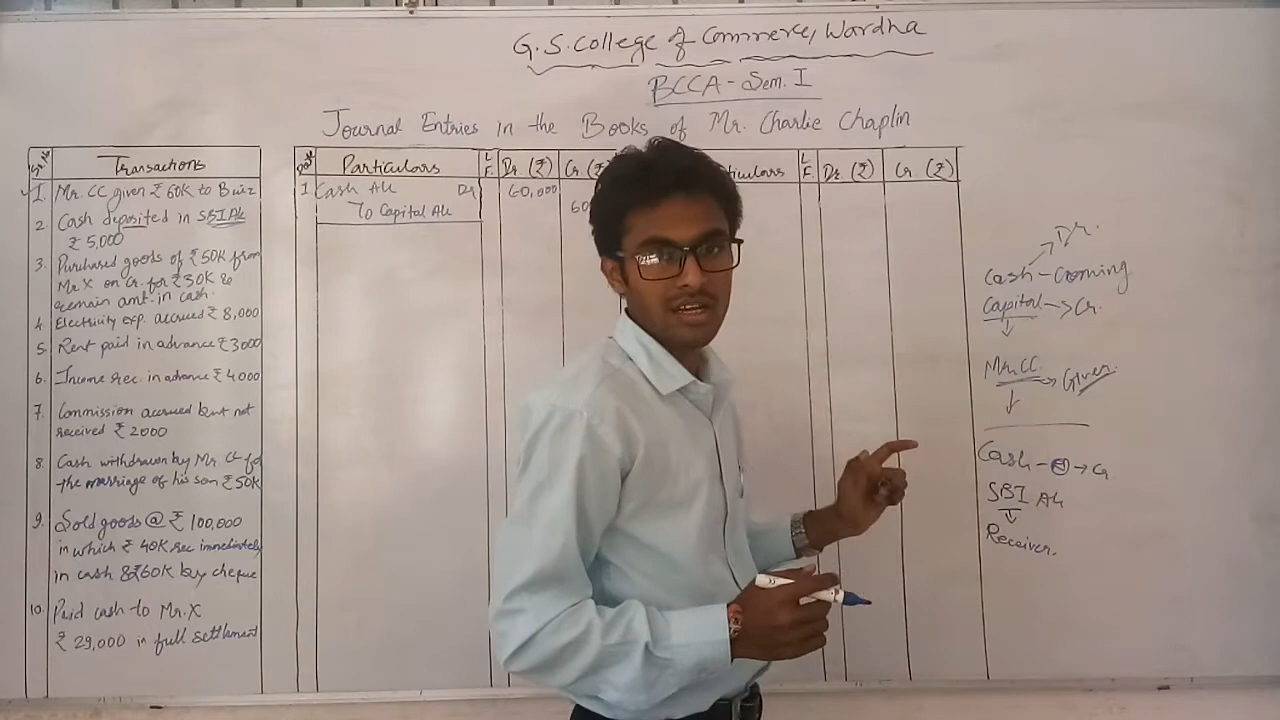 G.S. College of Commerce, Wardha
BCCA - Sem. I
Journal Entries in the Books of Mr. Charlie Chaplin
Sr. No Transactions
1. Mr. CC given ₹ 60K to Buiz
2. Cash deposited in SBI A/c
₹ 5,000
3. Purchased goods of ₹ 50K from
Mr. X on Cr. for ₹ 30K &
remain amt. in cash.
4. Electricity exp. accrued ₹ 8,000
5. Rent paid in advance ₹ 3000
6. Income rec. in advance ₹ 4000
7. Commission accrued but not
received ₹ 2000
8. Cash withdrawn by Mr. CC for
the marriage of his son ₹ 50K
9. Sold goods @ ₹ 100,000
in which ₹ 40K rec immediately
in cash & ₹ 60K by cheque
10. Paid cash to Mr. X
₹ 29,000 in full settlement
Particulars L.F. Dr (₹) Cr. (₹)
1 Cash A/c Dr 60,000
To Capital A/c 60
ticulars L.F. Dr (₹) Cr (₹)
Dr.
Cash - Coming
Capital → Cr.
Mr. CC. → Giver
Cash - → Cr
SBI A/c
Receiver.